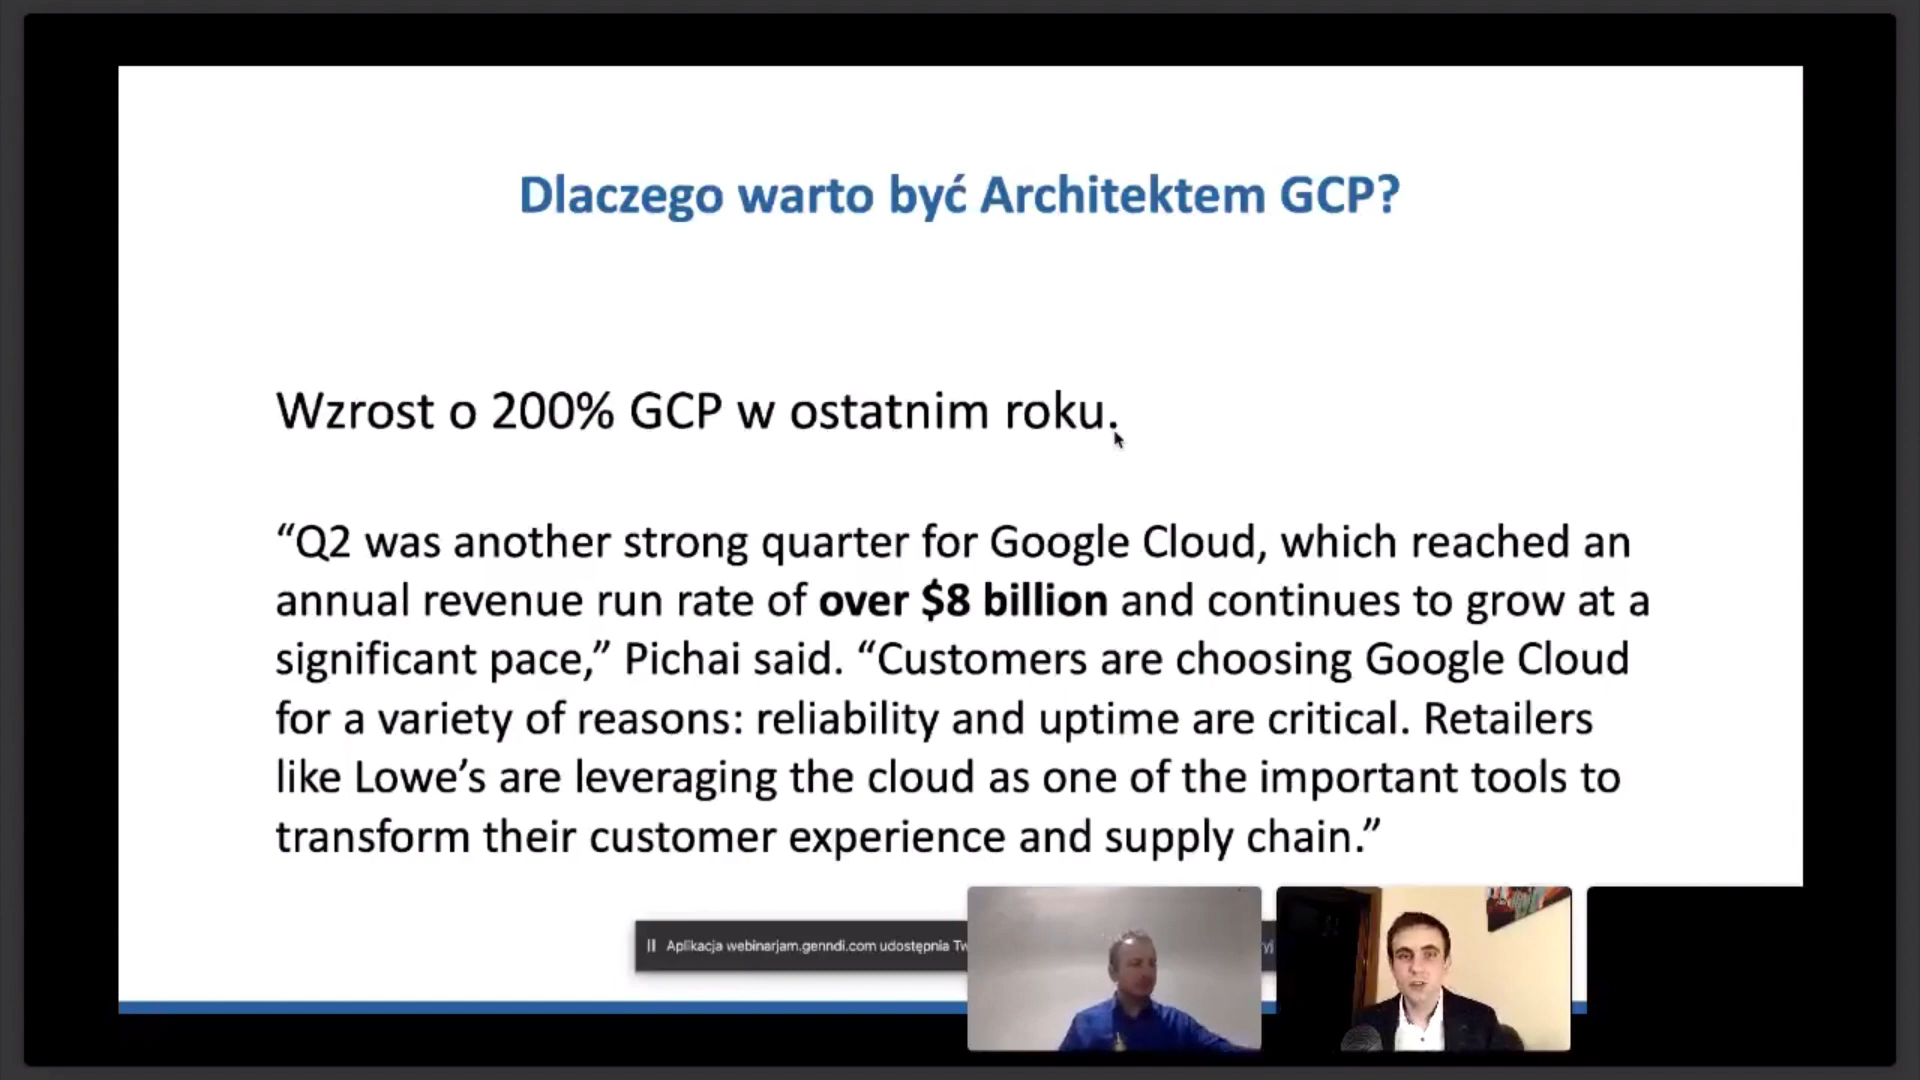 Dlaczego warto być Architektem GCP?
Wzrost o 200% GCP w ostatnim roku.
“Q2 was another strong quarter for Google Cloud, which reached an
annual revenue run rate of over $8 billion and continues to grow at a
significant pace,” Pichai said. “Customers are choosing Google Cloud
for a variety of reasons: reliability and uptime are critical. Retailers
like Lowe’s are leveraging the cloud as one of the important tools to
transform their customer experience and supply chain.”
Aplikacja webinarjam.genndi.com udostępnia